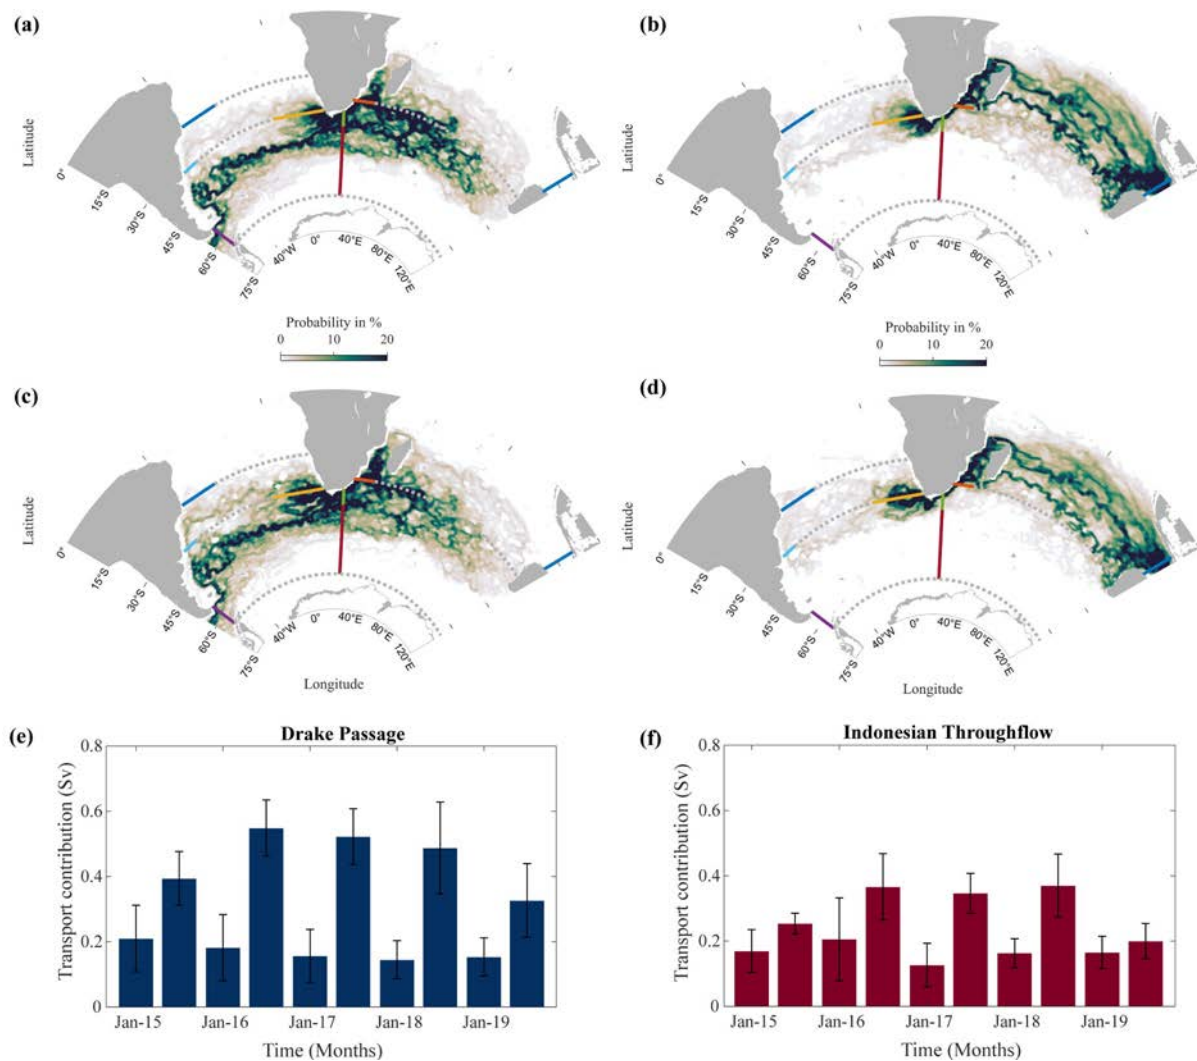 (a)
(b)
Latitude
Latitude
0°
15°S
30°S
45°S
60°S
75°S
40°W
0°
40°E
80°E
120°E
0°
15°S
30°S
45°S
60°S
75°S
40°W
0°
40°E
80°E
120°E
Probability in %
0 10 20
Probability in %
0 10 20
(c)
(d)
Latitude
Latitude
0°
15°S
30°S
45°S
60°S
75°S
40°W
0°
40°E
80°E
120°E
0°
15°S
30°S
45°S
60°S
75°S
40°W
0°
40°E
80°E
120°E
Longitude
Longitude
(e)
Drake Passage
Transport contribution (Sv)
0.8
0.6
0.4
0.2
0
Jan-15 Jan-16 Jan-17 Jan-18 Jan-19
Time (Months)
(f)
Indonesian Throughflow
Transport contribution (Sv)
0.8
0.6
0.4
0.2
0
Jan-15 Jan-16 Jan-17 Jan-18 Jan-19
Time (Months)